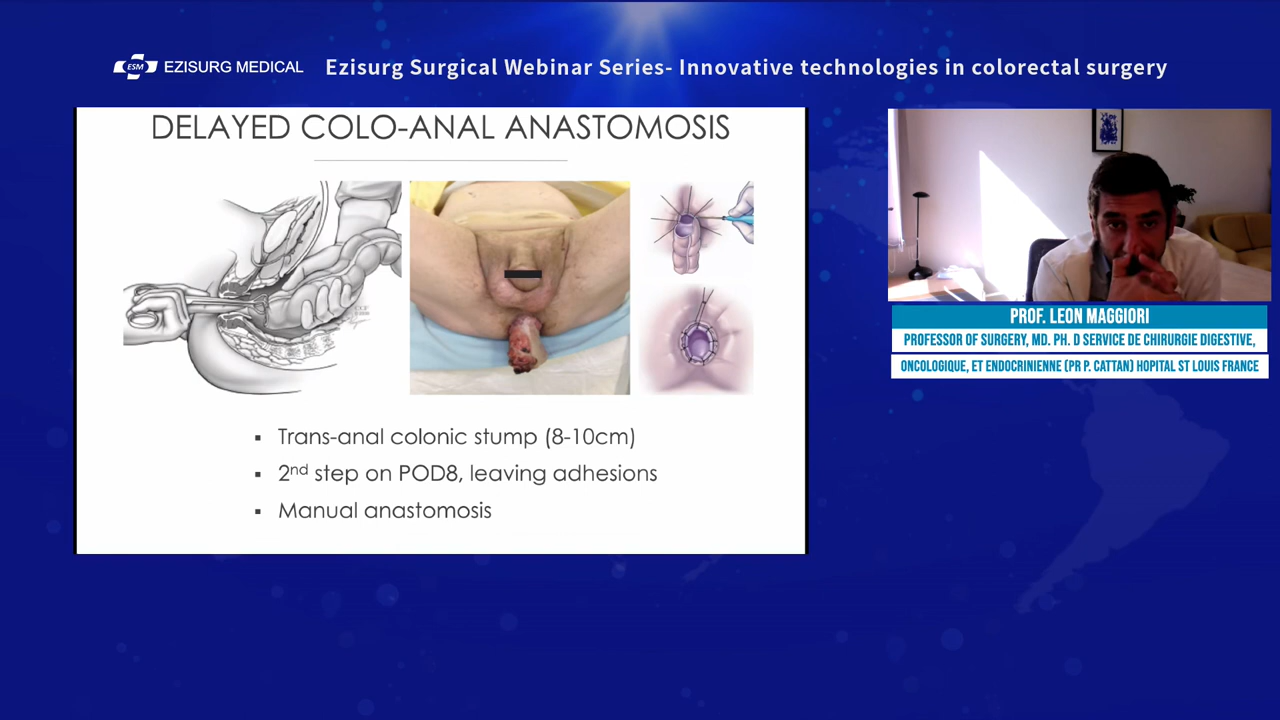 ESM EZISURG MEDICAL
Ezisurg Surgical Webinar Series- Innovative technologies in colorectal surgery
DELAYED COLO-ANAL ANASTOMOSIS
▪ Trans-anal colonic stump (8-10cm)
▪ 2nd step on POD8, leaving adhesions
▪ Manual anastomosis
PROF. LEON MAGGIORI
PROFESSOR OF SURGERY, MD. PH. D SERVICE DE CHIRURGIE DIGESTIVE,
ONCOLOGIQUE, ET ENDOCRINIENNE (PR P. CATTAN) HOPITAL ST LOUIS FRANCE